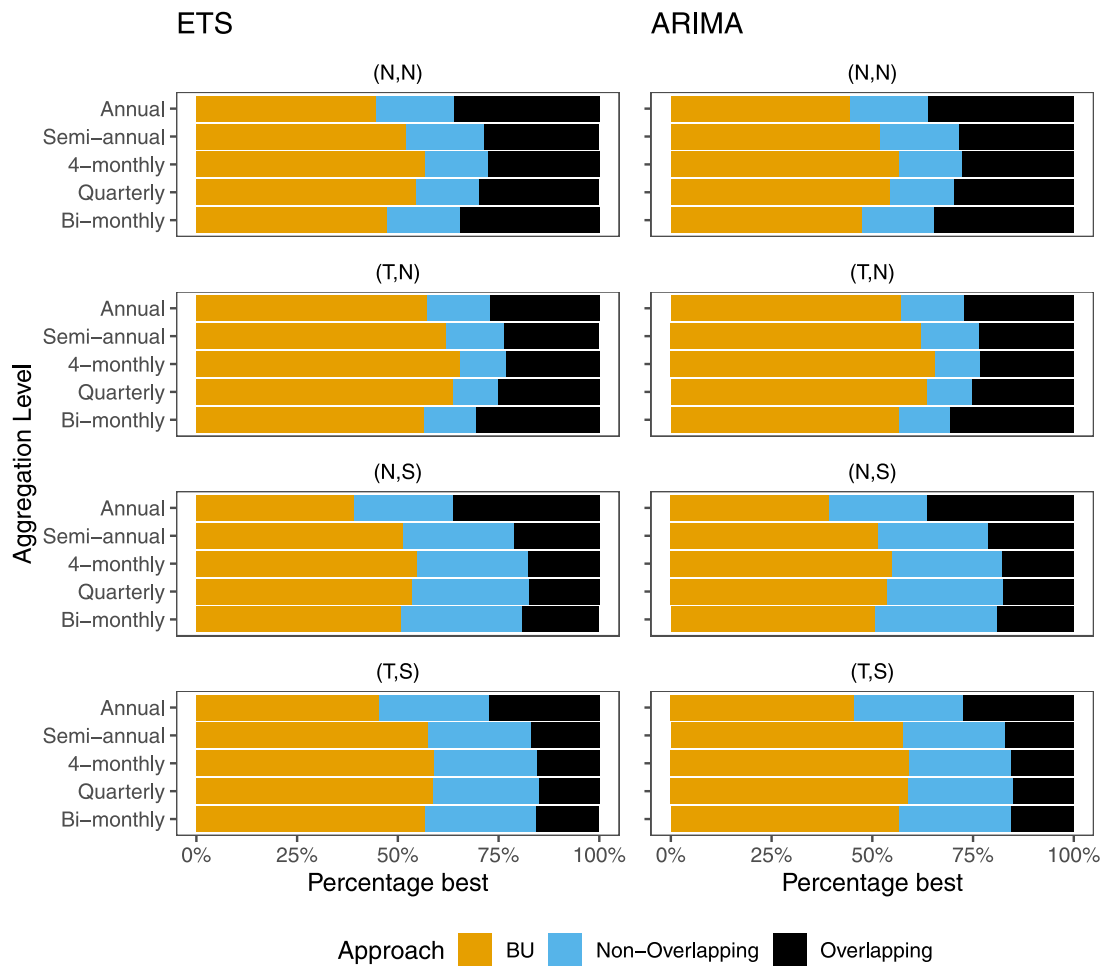 ETS ARIMA
(N,N) (N,N)
Annual
Semi−annual
4−monthly
Quarterly
Bi−monthly
(T,N) (T,N)
Annual
Semi−annual
4−monthly
Quarterly
Bi−monthly
Aggregation Level
(N,S) (N,S)
Annual
Semi−annual
4−monthly
Quarterly
Bi−monthly
(T,S) (T,S)
Annual
Semi−annual
4−monthly
Quarterly
Bi−monthly
0% 25% 50% 75% 100% 0% 25% 50% 75% 100%
Percentage best Percentage best
Approach BU Non−Overlapping Overlapping